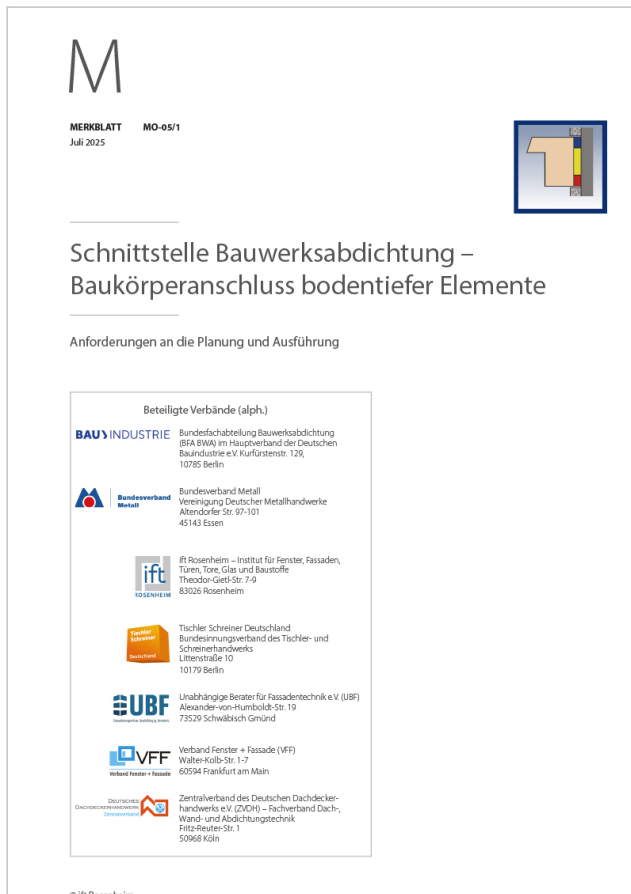 M
MERKBLATT MO-05/1
Juli 2025
Schnittstelle Bauwerksabdichtung –
Baukörperanschluss bodentiefer Elemente
Anforderungen an die Planung und Ausführung
Beteiligte Verbände (alph.)
BAU INDUSTRIE
Bundesfachabteilung Bauwerksabdichtung
(BFA BWA) im Hauptverband der Deutschen
Bauindustrie e.V. Kurfürstenstr. 129,
10785 Berlin
Bundesverband
Metall
Bundesverband Metall
Vereinigung Deutscher Metallhandwerke
Altendorfer Str. 97-101
45143 Essen
ift
ROSENHEIM
ift Rosenheim – Institut für Fenster, Fassaden,
Türen, Tore, Glas und Baustoffe
Theodor-Gietl-Str. 7-9
83026 Rosenheim
Tischler
Schreiner
Deutschland
Tischler Schreiner Deutschland
Bundesinnungsverband des Tischler- und
Schreinerhandwerks
Littenstraße 10
10179 Berlin
UBF
Unabhängige Berater für Fassadentechnik e.V. (UBF)
Alexander-von-Humboldt-Str. 19
73529 Schwäbisch Gmünd
VFF
Verband Fenster + Fassade
Verband Fenster + Fassade (VFF)
Walter-Kolb-Str. 1-7
60594 Frankfurt am Main
DEUTSCHES
DACHDECKERHANDWERK
Zentralverband
Zentralverband des Deutschen Dachdecker-
handwerks e.V. (ZVDH) – Fachverband Dach-,
Wand- und Abdichtungstechnik
Fritz-Reuter-Str. 1
50968 Köln